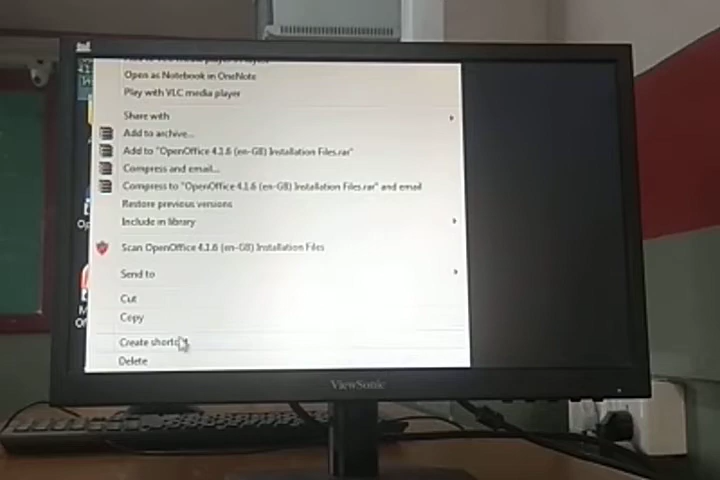 Open as Notebook in OneNote
Play with VLC media player
Share with
Add to archive...
Add to "OpenOffice 4.1.6 (en-GB) Installation Files.rar"
Compress and email...
Compress to "OpenOffice 4.1.6 (en-GB) Installation Files.rar" and email
Restore previous versions
Include in library
Scan OpenOffice 4.1.6 (en-GB) Installation Files
Send to
Cut
Copy
Create
Delete
ViewSonic